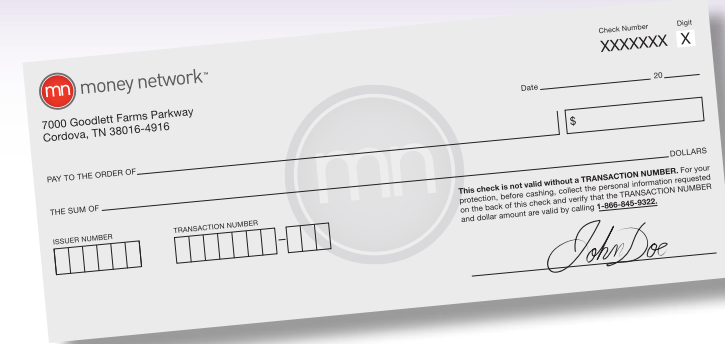 Check Number Digit
XXXXXXX X
mn money network™
Date 20
7000 Goodlett Farms Parkway
Cordova, TN 38016-4916
$
PAY TO THE ORDER OF
mn
THE SUM OF DOLLARS
This check is not valid without a TRANSACTION NUMBER. For your
protection, before cashing, collect the personal information requested
on the back of this check and verify that the TRANSACTION NUMBER
and dollar amount are valid by calling 1-866-845-9322.
ISSUER NUMBER TRANSACTION NUMBER
–
John Doe